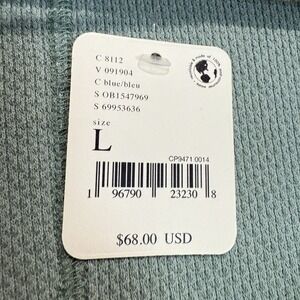 C 8112
V 091904
C blue/bleu
S OB1547969
S 69953636
size
L
CP9471 0014
1 96790 23230 8
$68.00 USD